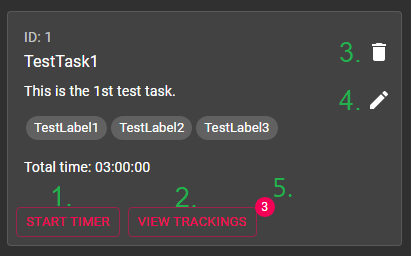 ID: 1
3.
TestTask1
This is the 1st test task.
4.
TestLabel1 TestLabel2 TestLabel3
Total time: 03:00:00
1. 2. 5.
3
START TIMER VIEW TRACKINGS